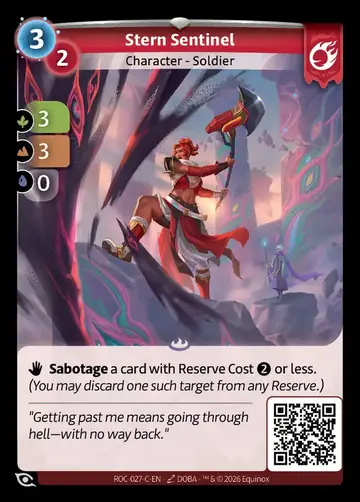 3
Stern Sentinel
2
Character - Soldier
3
3
0
Sabotage a card with Reserve Cost 2 or less.
(You may discard one such target from any Reserve.)
"Getting past me means going through
hell—with no way back."
ROC-027-C-EN - DOBA - ™ & © 2026 Equinox